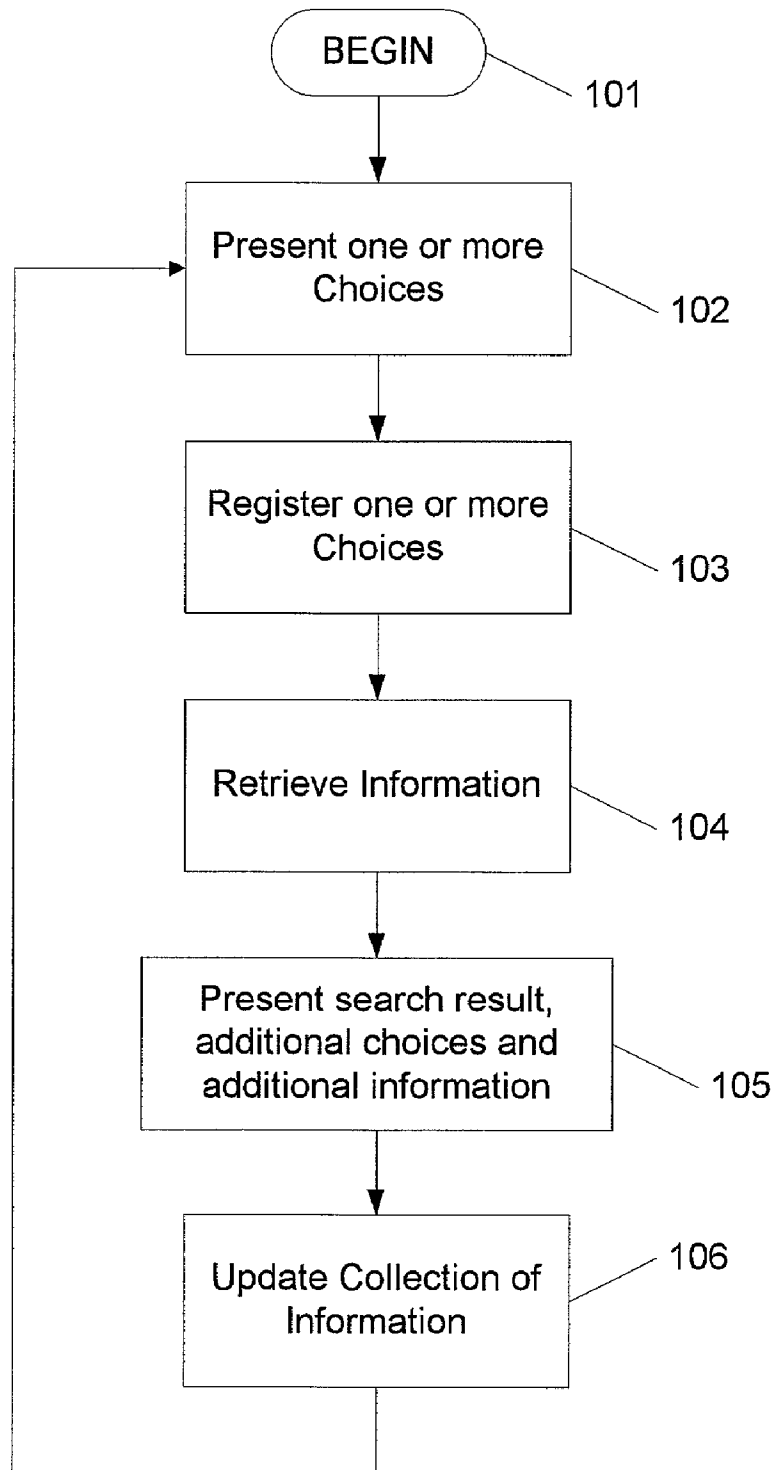 BEGIN
101
Present one or more
Choices
102
Register one or more
Choices
103
Retrieve Information
104
Present search result,
additional choices and
additional information
105
Update Collection of
Information
106